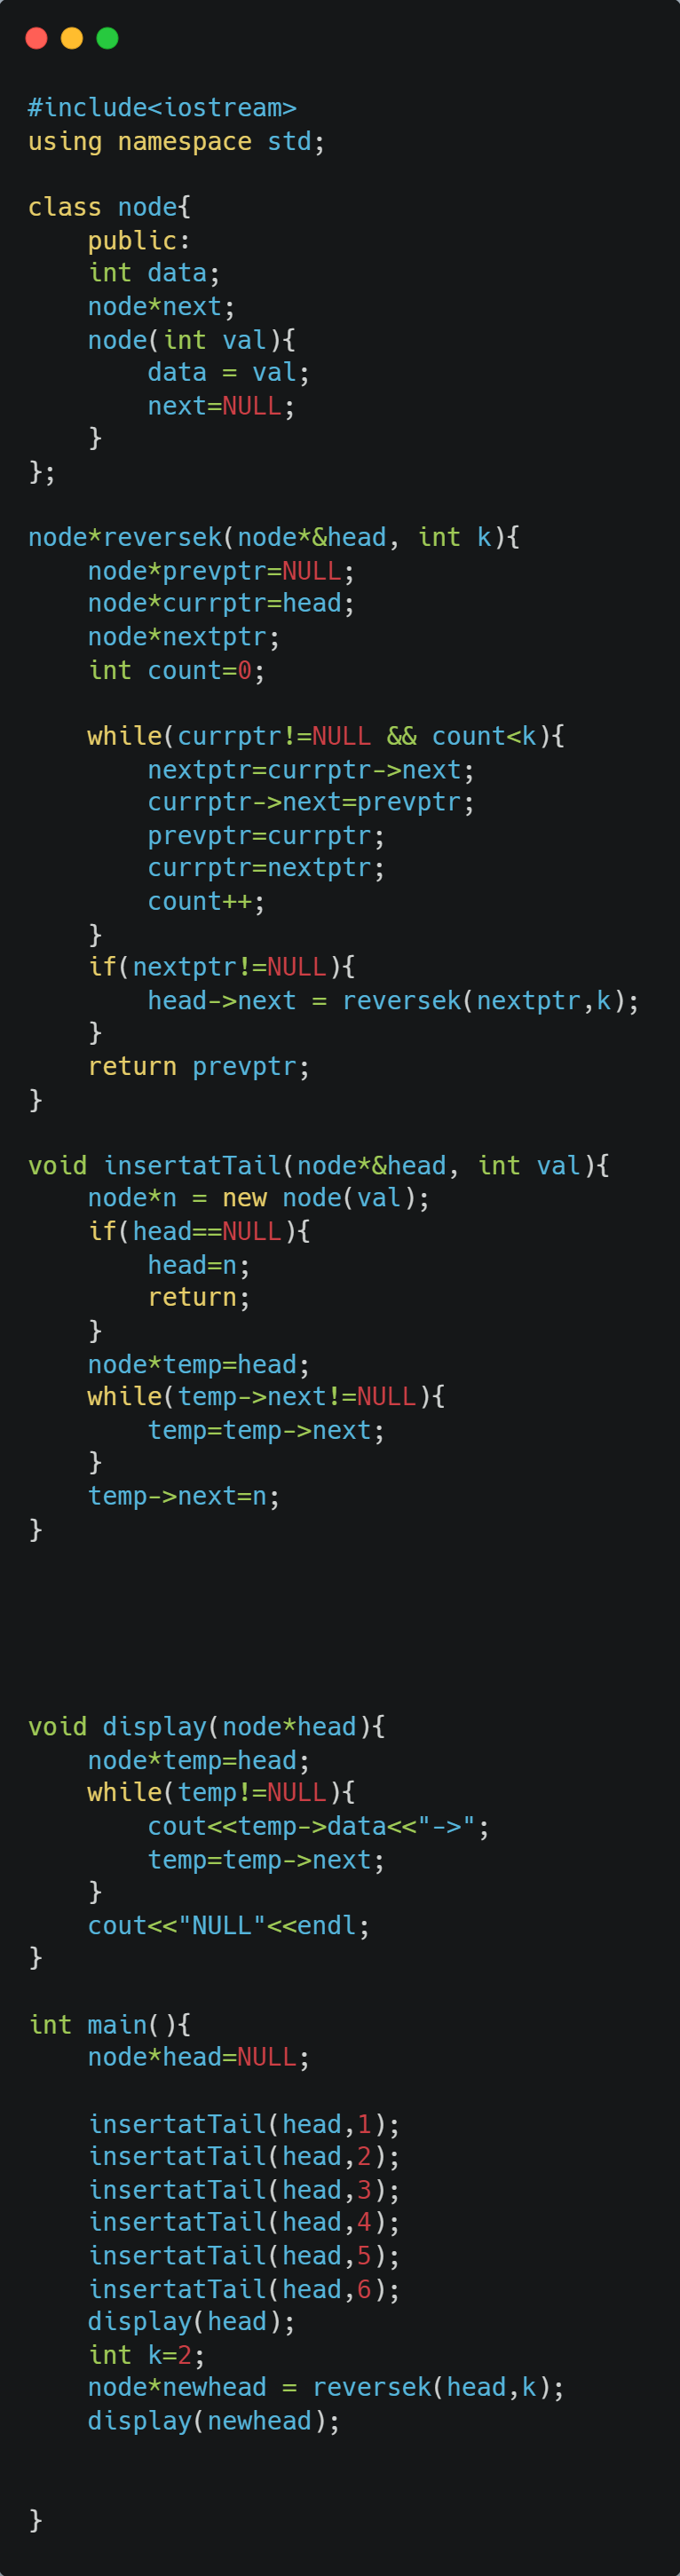 #include<iostream>
using namespace std;

class node{
    public:
    int data;
    node*next;
    node(int val){
        data = val;
        next=NULL;
    }
};

node*reversek(node*&head, int k){
    node*prevptr=NULL;
    node*currptr=head;
    node*nextptr;
    int count=0;

    while(currptr!=NULL && count<k){
        nextptr=currptr->next;
        currptr->next=prevptr;
        prevptr=currptr;
        currptr=nextptr;
        count++;
    }
    if(nextptr!=NULL){
        head->next = reversek(nextptr,k);
    }
    return prevptr;
}

void insertatTail(node*&head, int val){
    node*n = new node(val);
    if(head==NULL){
        head=n;
        return;
    }
    node*temp=head;
    while(temp->next!=NULL){
        temp=temp->next;
    }
    temp->next=n;
}

void display(node*head){
    node*temp=head;
    while(temp!=NULL){
        cout<<temp->data<<"->";
        temp=temp->next;
    }
    cout<<"NULL"<<endl;
}

int main(){
    node*head=NULL;

    insertatTail(head,1);
    insertatTail(head,2);
    insertatTail(head,3);
    insertatTail(head,4);
    insertatTail(head,5);
    insertatTail(head,6);
    display(head);
    int k=2;
    node*newhead = reversek(head,k);
    display(newhead);


}